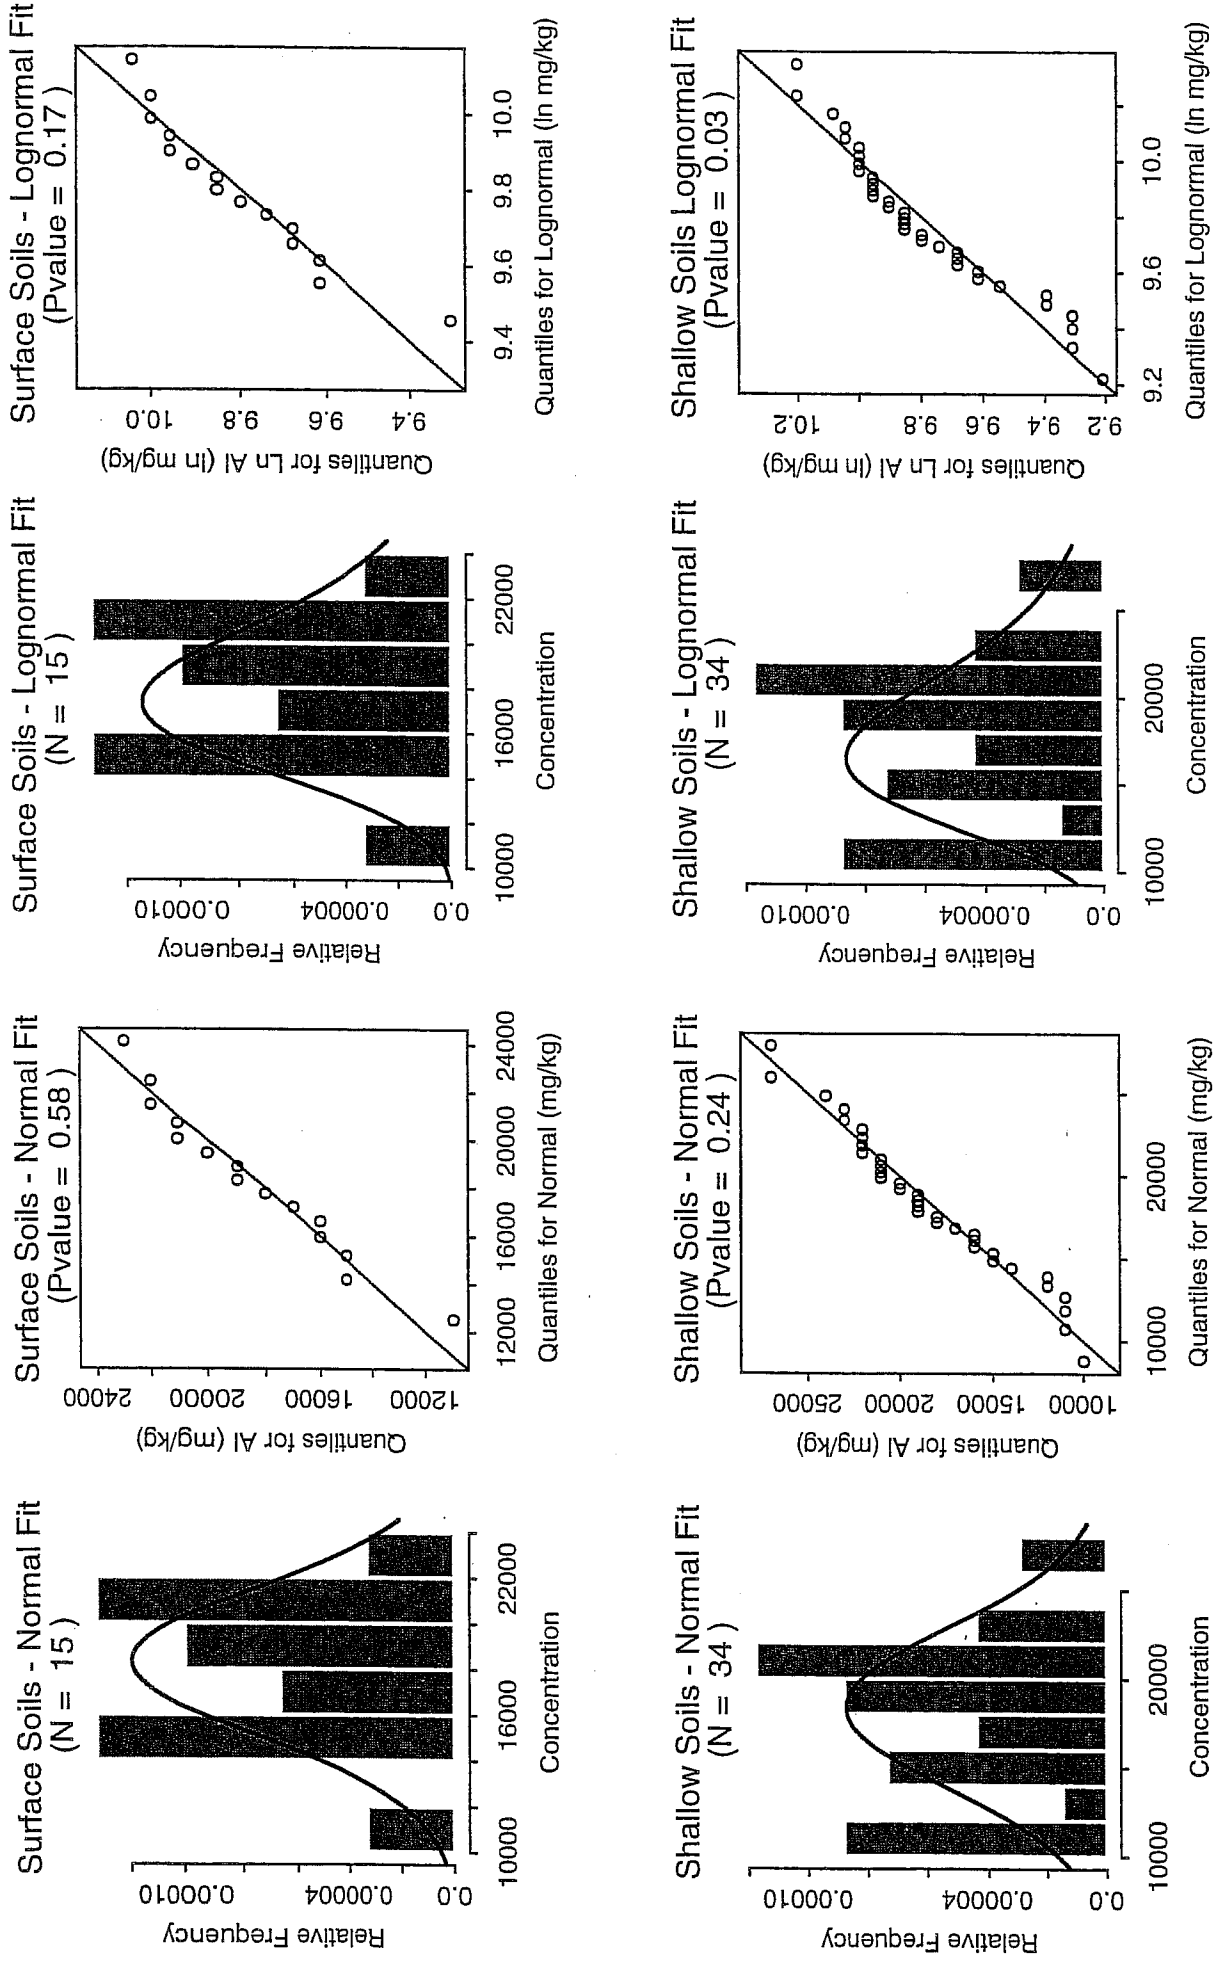 Surface Soils - Normal Fit
(N = 15 )
Relative Frequency
0.0 0.00004 0.00010
10000 16000 22000
Concentration
Surface Soils - Normal Fit
(Pvalue = 0.58 )
Quantiles for Al (mg/kg)
12000 16000 20000 24000
12000 16000 20000 24000
Quantiles for Normal (mg/kg)
Surface Soils - Lognormal Fit
(N = 15 )
Relative Frequency
0.0 0.00004 0.00010
10000 16000 22000
Concentration
Surface Soils - Lognormal Fit
(Pvalue = 0.17 )
Quantiles for Ln Al (ln mg/kg)
9.4 9.6 9.8 10.0
9.4 9.6 9.8 10.0
Quantiles for Lognormal (ln mg/kg)
Shallow Soils - Normal Fit
(N = 34 )
Relative Frequency
0.0 0.00004 0.00010
10000 20000
Concentration
Shallow Soils - Normal Fit
(Pvalue = 0.24 )
Quantiles for Al (mg/kg)
10000 15000 20000 25000
10000 20000
Quantiles for Normal (mg/kg)
Shallow Soils - Lognormal Fit
(N = 34 )
Relative Frequency
0.0 0.00004 0.00010
10000 20000
Concentration
Shallow Soils Lognormal Fit
(Pvalue = 0.03 )
Quantiles for Ln Al (ln mg/kg)
9.2 9.4 9.6 9.8 10.2
9.2 9.6 10.0
Quantiles for Lognormal (ln mg/kg)